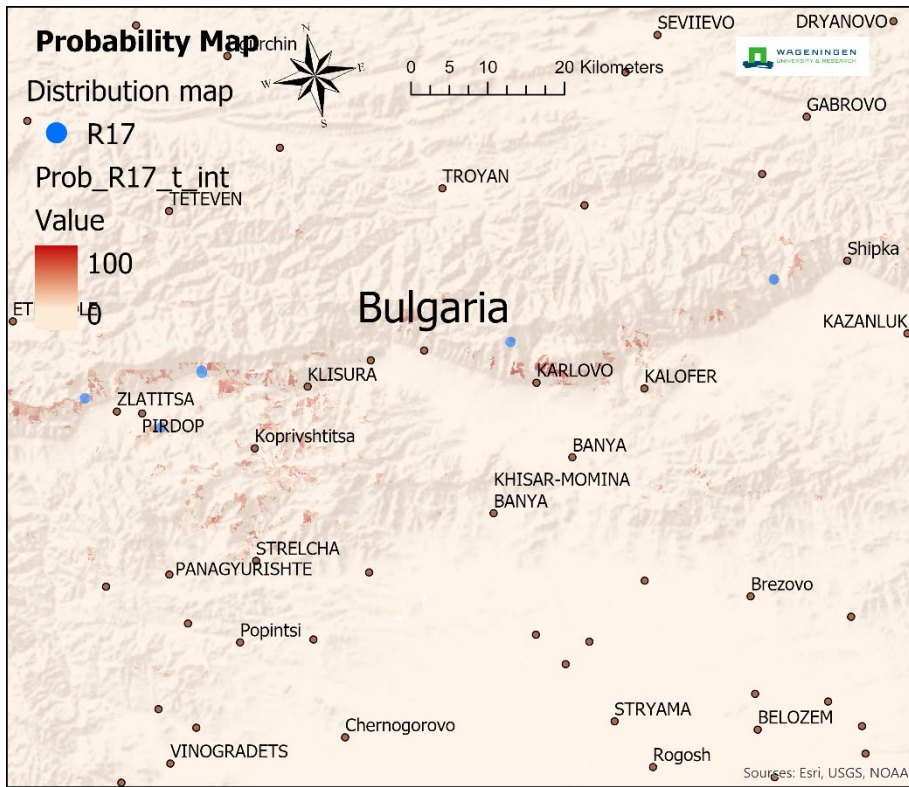 Probability Map
Distribution map
R17
Prob_R17_t_int
Value
100
0
N
E
S
W
0 5 10 20 Kilometers
WAGENINGEN
UNIVERSITY & RESEARCH
SEVIIEVO
DRYANOVO
GABROVO
TROYAN
TETEVEN
Shipka
Bulgaria
KAZANLUK
KLISURA
KARLOVO
KALOFER
ZLATITSA
PIRDOP
Koprivshtitsa
BANYA
KHISAR-MOMINA
BANYA
STRELCHA
PANAGYURISHTE
Brezovo
Popintsi
STRYAMA
Chernogorovo
BELOZEM
VINOGRADETS
Rogosh
Sources: Esri, USGS, NOAA